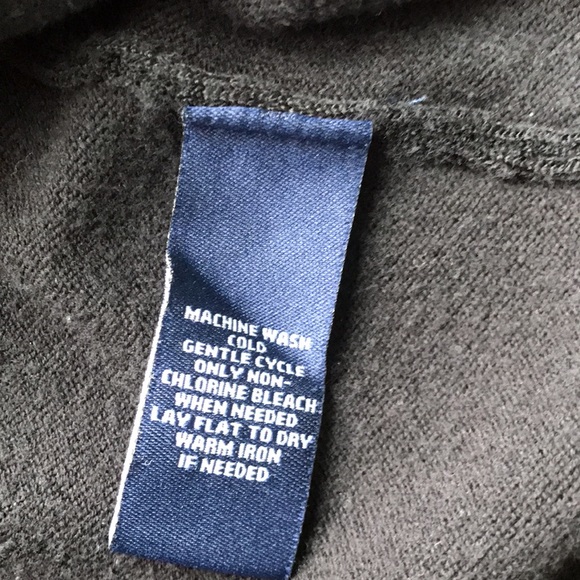 MACHINE WASH
COLD
GENTLE CYCLE
ONLY NON-
CHLORINE BLEACH
WHEN NEEDED
LAY FLAT TO DRY
WARM IRON
IF NEEDED